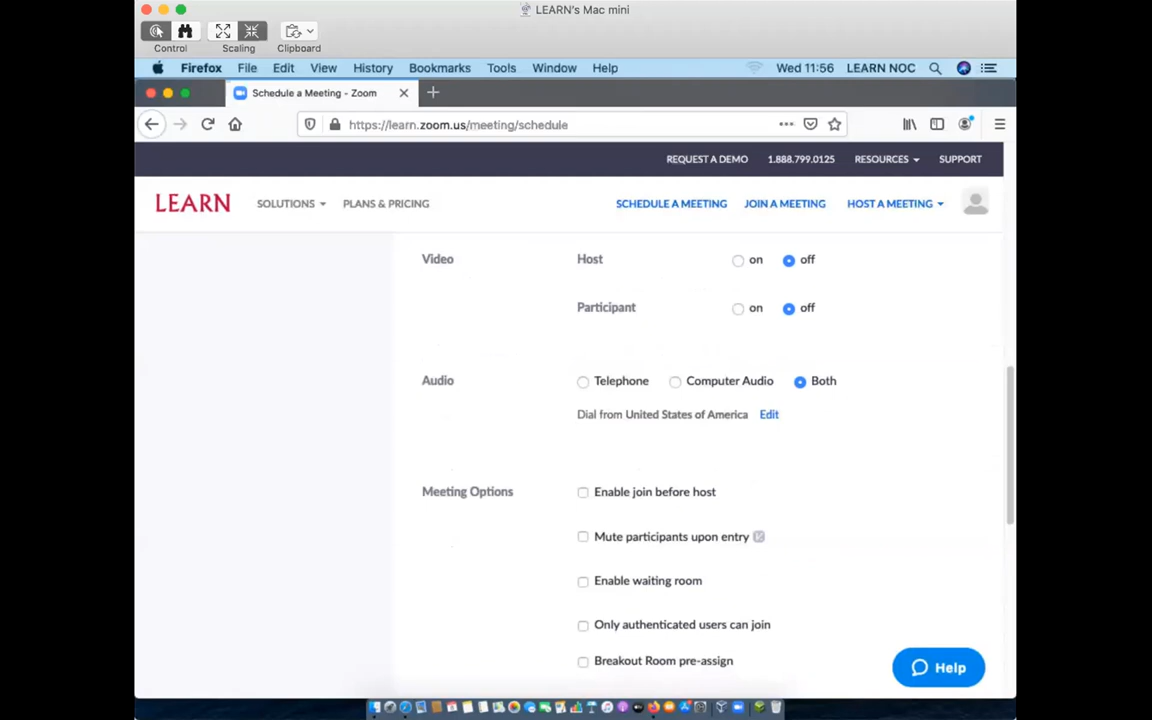 LEARN's Mac mini
Control
Scaling
Clipboard
Firefox File Edit View History Bookmarks Tools Window Help Wed 11:56 LEARN NOC
Schedule a Meeting - Zoom
https://learn.zoom.us/meeting/schedule
REQUEST A DEMO 1.888.799.0125 RESOURCES SUPPORT
LEARN SOLUTIONS PLANS & PRICING SCHEDULE A MEETING JOIN A MEETING HOST A MEETING
Video Host on off
Participant on off
Audio Telephone Computer Audio Both
Dial from United States of America Edit
Meeting Options Enable join before host
Mute participants upon entry
Enable waiting room
Only authenticated users can join
Breakout Room pre-assign
Help